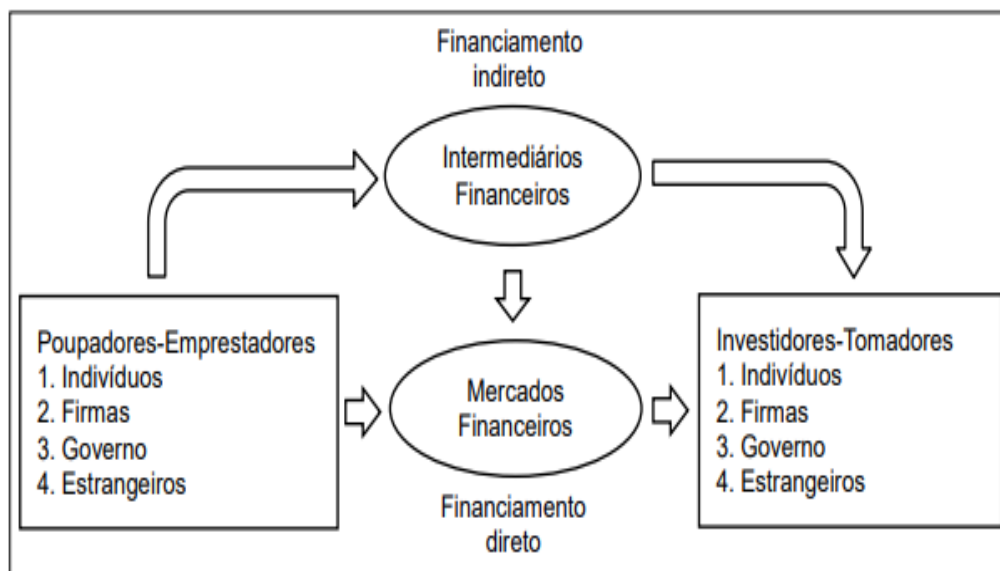 Financiamento
indireto
Intermediários
Financeiros
Poupadores-Emprestadores
1. Indivíduos
2. Firmas
3. Governo
4. Estrangeiros
Mercados
Financeiros
Investidores-Tomadores
1. Indivíduos
2. Firmas
3. Governo
4. Estrangeiros
Financiamento
direto